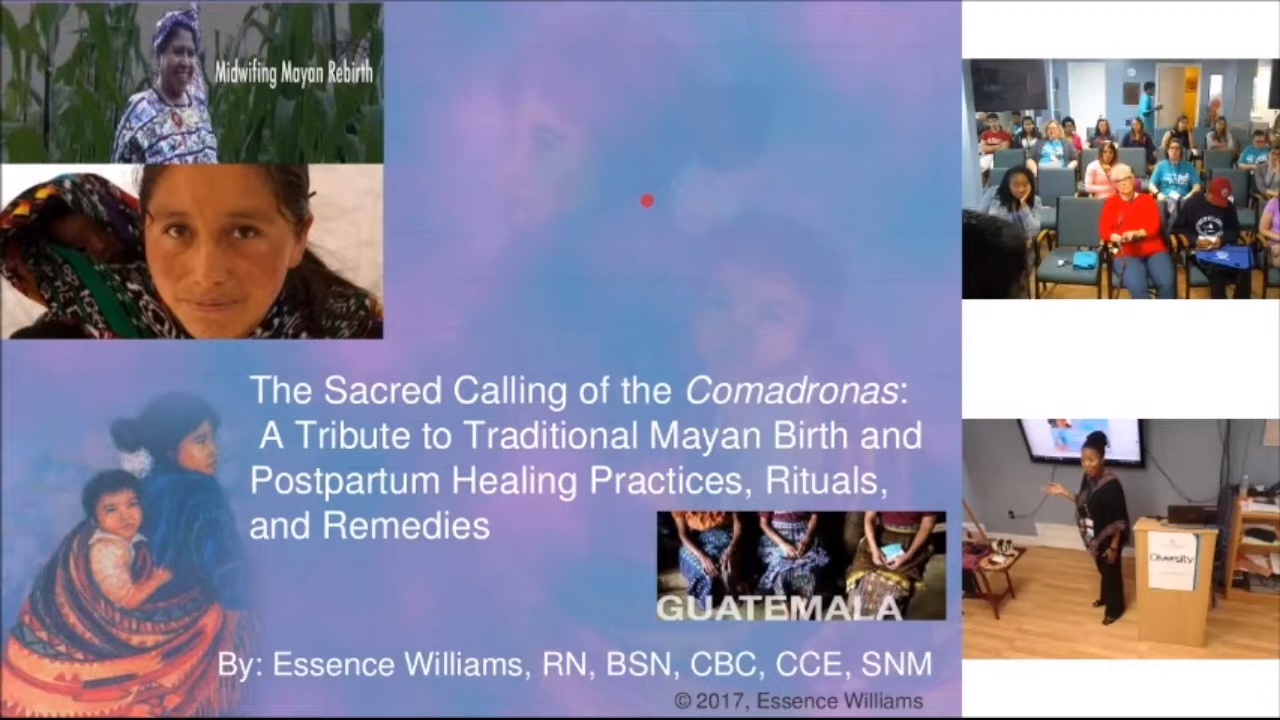 Midwifing Mayan Rebirth
The Sacred Calling of the Comadronas:
A Tribute to Traditional Mayan Birth and
Postpartum Healing Practices, Rituals,
and Remedies
GUATEMALA
By: Essence Williams, RN, BSN, CBC, CCE, SNM
© 2017, Essence Williams
Diversity